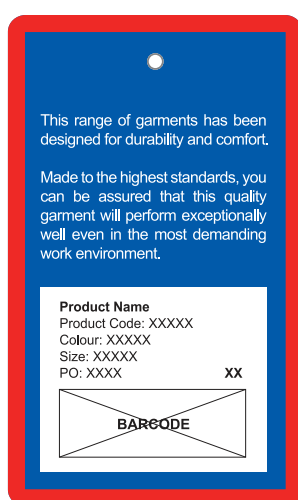 This range of garments has been
designed for durability and comfort.
Made to the highest standards, you
can be assured that this quality
garment will perform exceptionally
well even in the most demanding
work environment.
Product Name
Product Code: XXXXX
Colour: XXXXX
Size: XXXXX
PO: XXXX XX
BARCODE